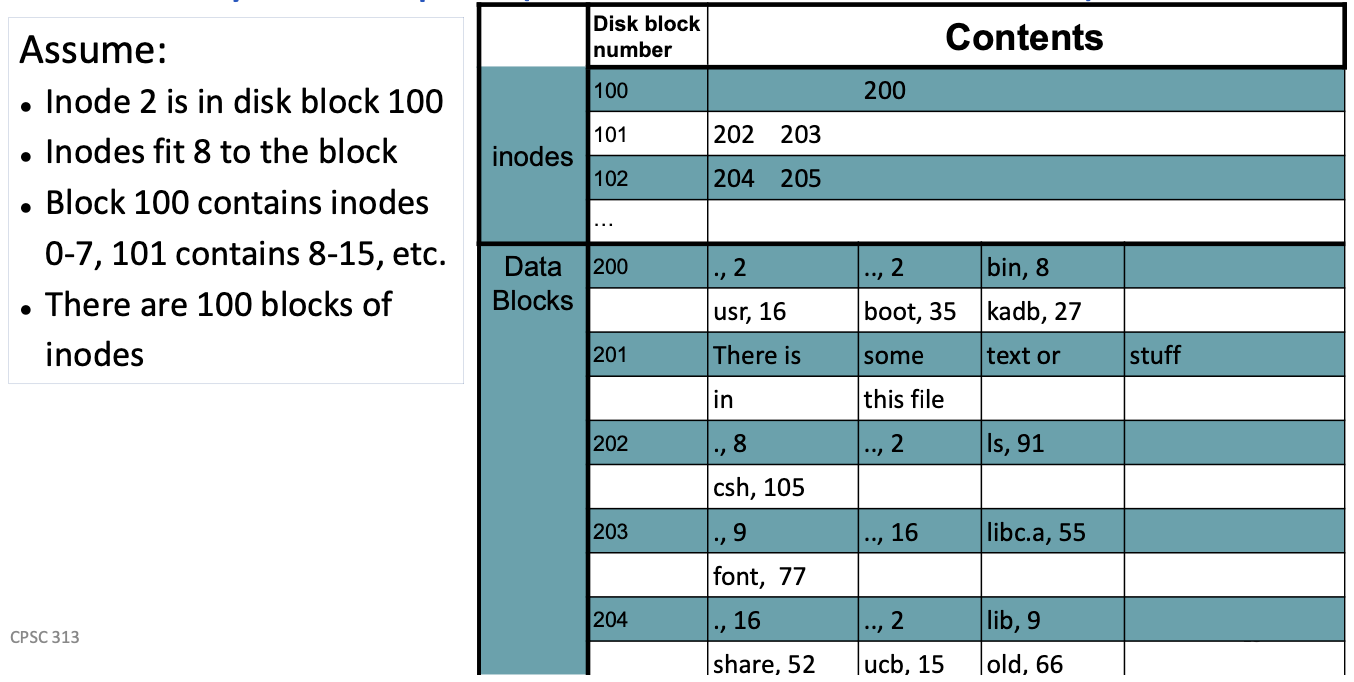 Assume:
• Inode 2 is in disk block 100
• Inodes fit 8 to the block
• Block 100 contains inodes
0-7, 101 contains 8-15, etc.
• There are 100 blocks of
inodes
CPSC 313
Disk block number Contents
inodes
100 200
101 202 203
102 204 205
...
Data Blocks
200 ., 2 .., 2 bin, 8
usr, 16 boot, 35 kadb, 27
201 There is some text or stuff
in this file
202 ., 8 .., 2 ls, 91
csh, 105
203 ., 9 .., 16 libc.a, 55
font, 77
204 ., 16 .., 2 lib, 9
share, 52 ucb, 15 old, 66